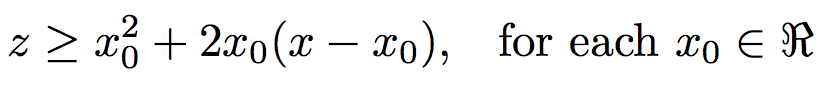 z ≥ x₀² + 2x₀(x − x₀), for each x₀ ∈ ℜ